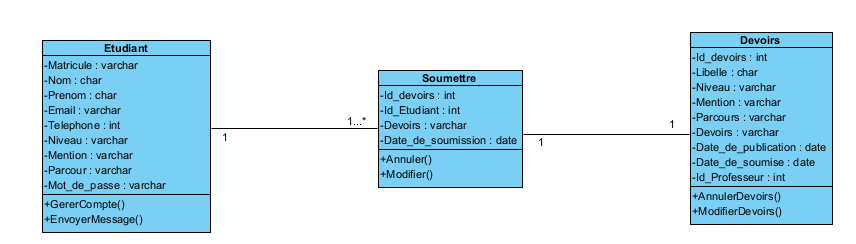 Etudiant
-Matricule : varchar
-Nom : char
-Prenom : char
-Email : varchar
-Telephone : int
-Niveau : varchar
-Mention : varchar
-Parcour : varchar
-Mot_de_passe : varchar
+GererCompte()
+EnvoyerMessage()
1
1...*
Soumettre
-Id_devoirs : int
-Id_Etudiant : int
-Devoirs : varchar
-Date_de_soumission : date
+Annuler()
+Modifier()
1
1
Devoirs
-Id_devoirs : int
-Libelle : char
-Niveau : varchar
-Mention : varchar
-Parcours : varchar
-Devoirs : varchar
-Date_de_publication : date
-Date_de_soumise : date
-Id_Professeur : int
+AnnulerDevoirs()
+ModifierDevoirs()